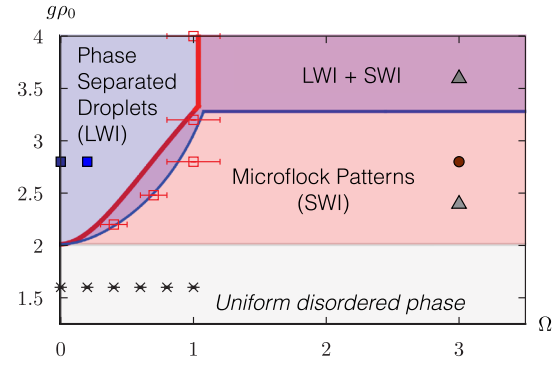 gρ₀
4
Phase
Separated
Droplets
(LWI)
LWI + SWI
3.5
3
Microflock Patterns
(SWI)
2.5
2
1.5
Uniform disordered phase
Ω
0 1 2 3